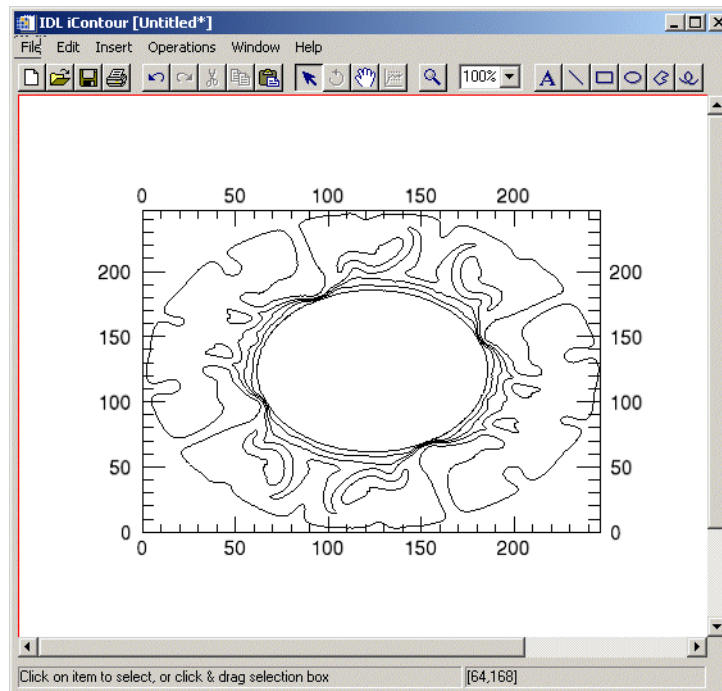 IDL iContour [Untitled*]
File Edit Insert Operations Window Help
100% A
0 50 100 150 200
200 200
150 150
100 100
50 50
0 0
0 50 100 150 200
Click on item to select, or click & drag selection box [64,168]